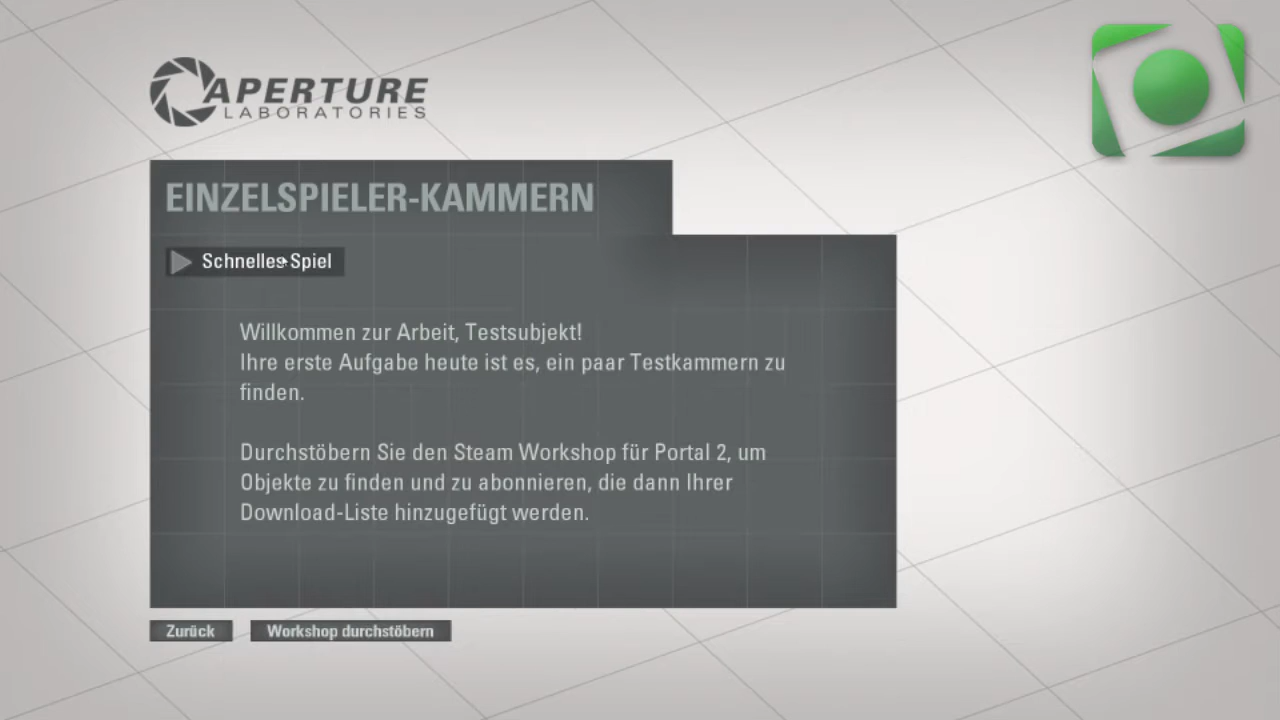 APERTURE
LABORATORIES
EINZELSPIELER-KAMMERN
Schnelles Spiel
Willkommen zur Arbeit, Testsubjekt!
Ihre erste Aufgabe heute ist es, ein paar Testkammern zu
finden.
Durchstöbern Sie den Steam Workshop für Portal 2, um
Objekte zu finden und zu abonnieren, die dann Ihrer
Download-Liste hinzugefügt werden.
Zurück
Workshop durchstöbern